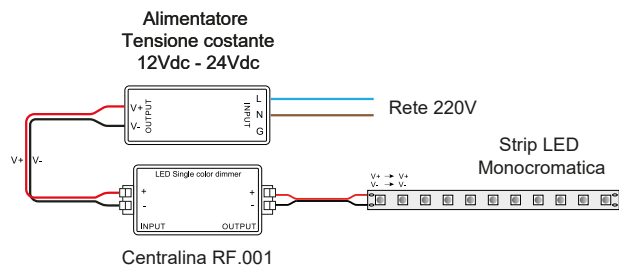 Alimentatore
Tensione costante
12Vdc - 24Vdc
V+
V-
OUTPUT
INPUT
L
N
G
Rete 220V
V+
V-
LED Single color dimmer
+
-
INPUT
+
-
OUTPUT
Centralina RF.001
Strip LED
Monocromatica
V+ → V+
V- → V-